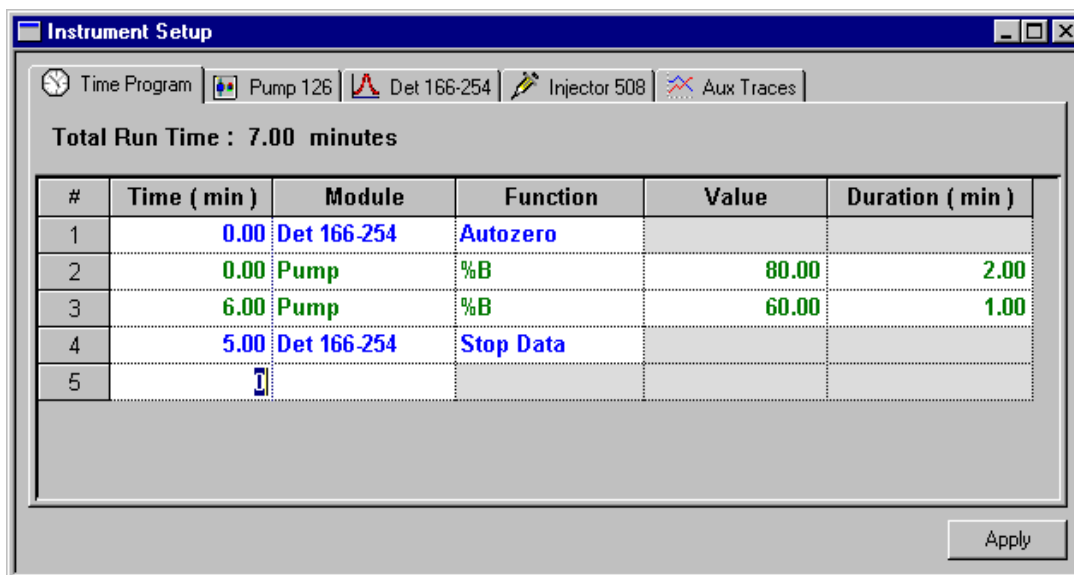 Instrument Setup
Time Program Pump 126 Det 166-254 Injector 508 Aux Traces
Total Run Time : 7.00 minutes
# Time ( min ) Module Function Value Duration ( min )
1 0.00 Det 166-254 Autozero
2 0.00 Pump %B 80.00 2.00
3 6.00 Pump %B 60.00 1.00
4 5.00 Det 166-254 Stop Data
5
Apply